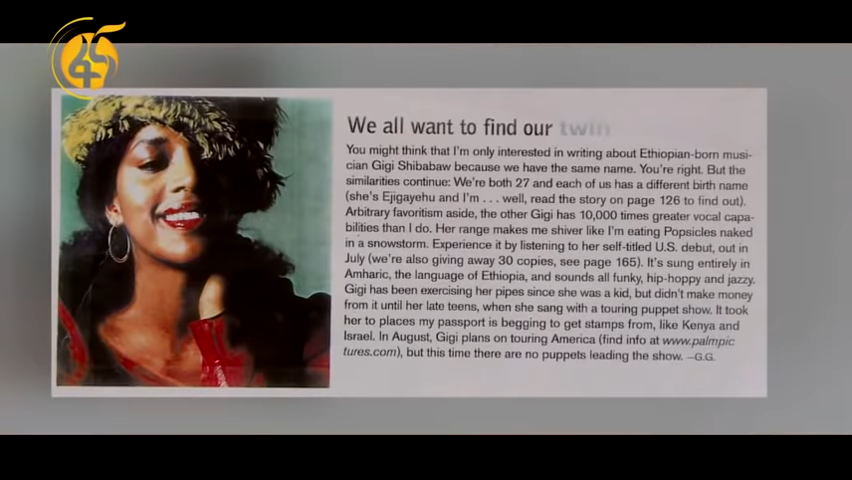 We all want to find our twin
You might think that I'm only interested in writing about Ethiopian-born musi-
cian Gigi Shibabaw because we have the same name. You're right. But the
similarities continue: We're both 27 and each of us has a different birth name
(she's Ejigayehu and I'm . . . well, read the story on page 126 to find out).
Arbitrary favoritism aside, the other Gigi has 10,000 times greater vocal capa-
bilities than I do. Her range makes me shiver like I'm eating Popsicles naked
in a snowstorm. Experience it by listening to her self-titled U.S. debut, out in
July (we're also giving away 30 copies, see page 165). It's sung entirely in
Amharic, the language of Ethiopia, and sounds all funky, hip-hoppy and jazzy.
Gigi has been exercising her pipes since she was a kid, but didn't make money
from it until her late teens, when she sang with a touring puppet show. It took
her to places my passport is begging to get stamps from, like Kenya and
Israel. In August, Gigi plans on touring America (find info at www.palmpic
tures.com), but this time there are no puppets leading the show. –G.G.